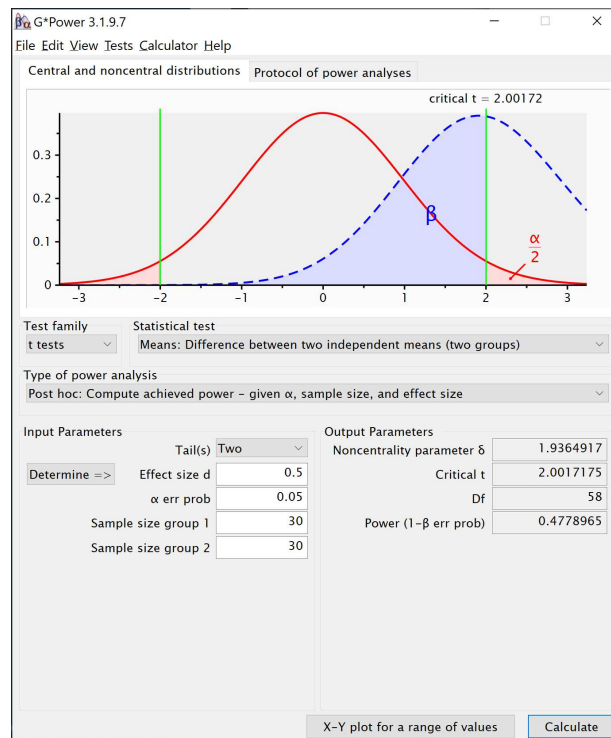 βα G*Power 3.1.9.7
File Edit View Tests Calculator Help
Central and noncentral distributions Protocol of power analyses
critical t = 2.00172
0.3
0.2
0.1
0
β
α
2
-3 -2 -1 0 1 2 3
Test family Statistical test
t tests Means: Difference between two independent means (two groups)
Type of power analysis
Post hoc: Compute achieved power – given α, sample size, and effect size
Input Parameters Output Parameters
Tail(s) Two Noncentrality parameter δ 1.9364917
Determine => Effect size d 0.5 Critical t 2.0017175
α err prob 0.05 Df 58
Sample size group 1 30 Power (1-β err prob) 0.4778965
Sample size group 2 30
X-Y plot for a range of values Calculate